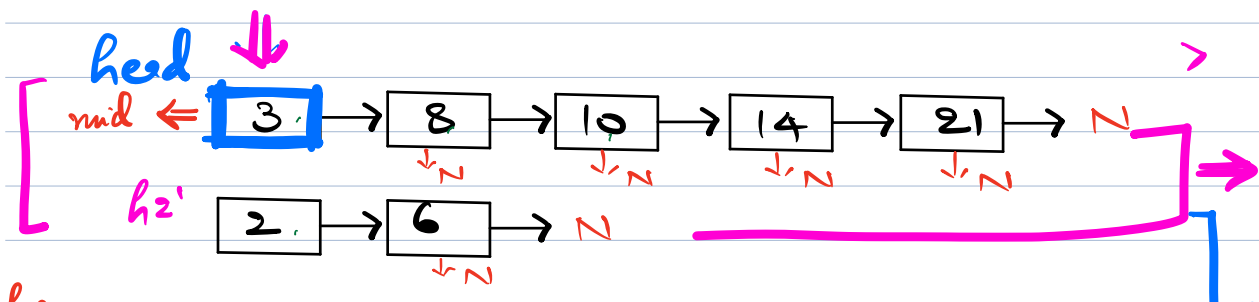 head
>
mid ⇐ 3 → 8 → 10 → 14 → 21 → N
↓N ↓N ↓N ↓N
h2' 2 → 6 → N
↓N